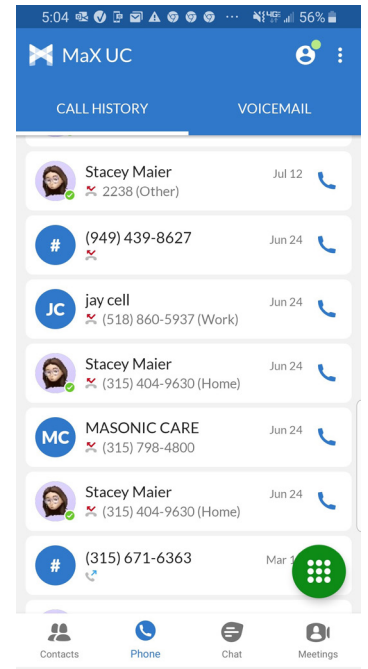 5:04 ... 4GE 56%
MaX UC
CALL HISTORY VOICEMAIL
Stacey Maier Jul 12
2238 (Other)
# (949) 439-8627 Jun 24
JC jay cell Jun 24
(518) 860-5937 (Work)
Stacey Maier Jun 24
(315) 404-9630 (Home)
MC MASONIC CARE Jun 24
(315) 798-4800
Stacey Maier Jun 24
(315) 404-9630 (Home)
# (315) 671-6363 Mar 1
Contacts Phone Chat Meetings